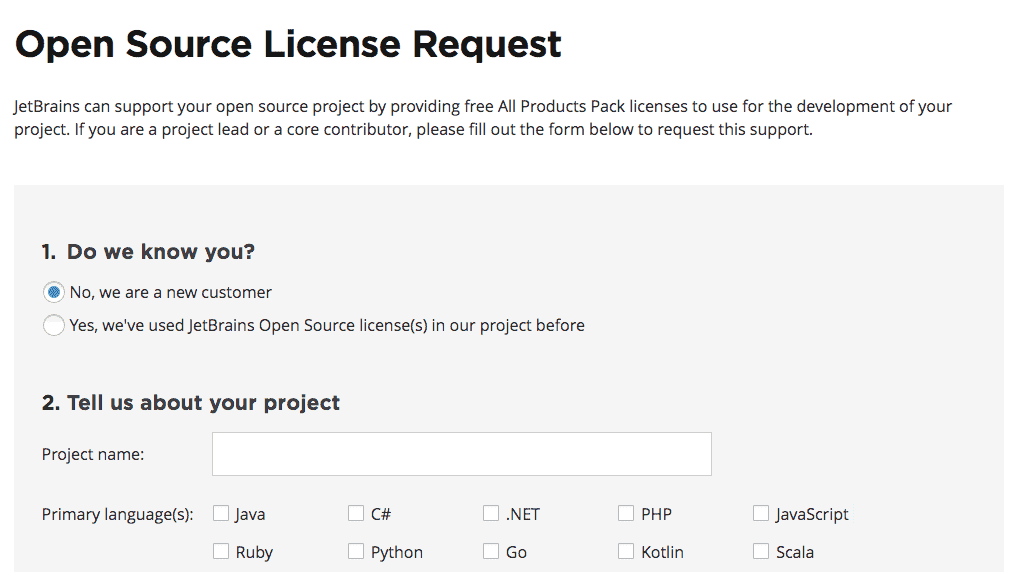 Open Source License Request
JetBrains can support your open source project by providing free All Products Pack licenses to use for the development of your
project. If you are a project lead or a core contributor, please fill out the form below to request this support.
1. Do we know you?
No, we are a new customer
Yes, we've used JetBrains Open Source license(s) in our project before
2. Tell us about your project
Project name:
Primary language(s): Java C# .NET PHP JavaScript
Ruby Python Go Kotlin Scala